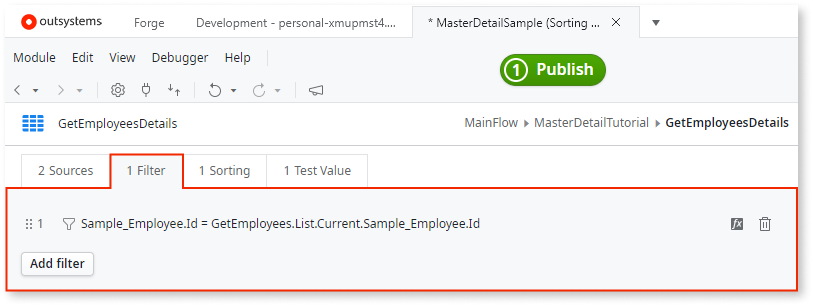 outsystems Forge Development - personal-xmupmst4.... * MasterDetailSample (Sorting ...
Module Edit View Debugger Help
1 Publish
GetEmployeesDetails MainFlow MasterDetailTutorial GetEmployeesDetails
2 Sources 1 Filter 1 Sorting 1 Test Value
1 Sample_Employee.Id = GetEmployees.List.Current.Sample_Employee.Id fx
Add filter